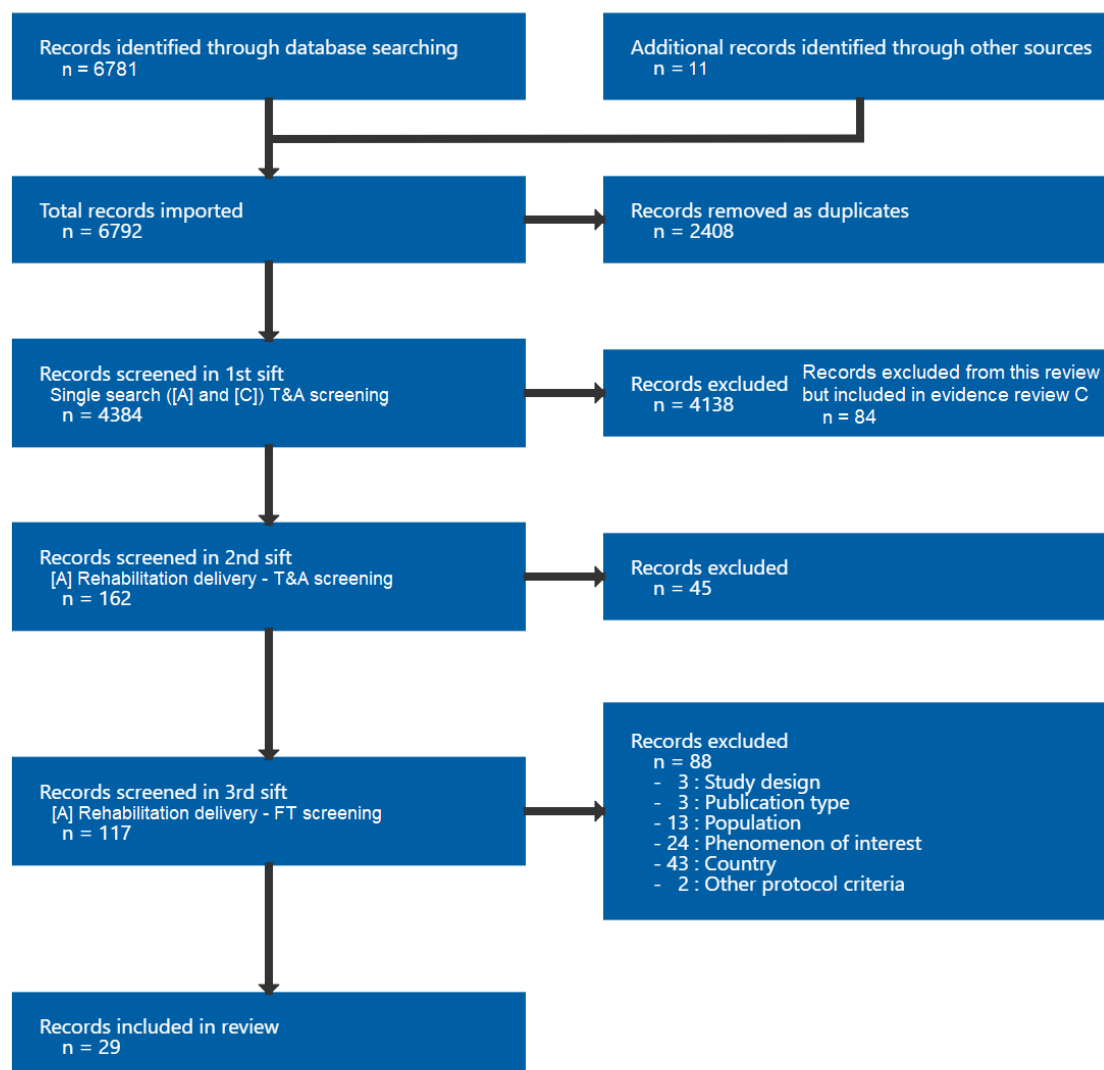 Records identified through database searching
n = 6781
Additional records identified through other sources
n = 11
Total records imported
n = 6792
Records removed as duplicates
n = 2408
Records screened in 1st sift
Single search ([A] and [C]) T&A screening
n = 4384
Records excluded
n = 4138
Records excluded from this review
but included in evidence review C
n = 84
Records screened in 2nd sift
[A] Rehabilitation delivery - T&A screening
n = 162
Records excluded
n = 45
Records screened in 3rd sift
[A] Rehabilitation delivery - FT screening
n = 117
Records excluded
n = 88
- 3 : Study design
- 3 : Publication type
- 13 : Population
- 24 : Phenomenon of interest
- 43 : Country
- 2 : Other protocol criteria
Records included in review
n = 29